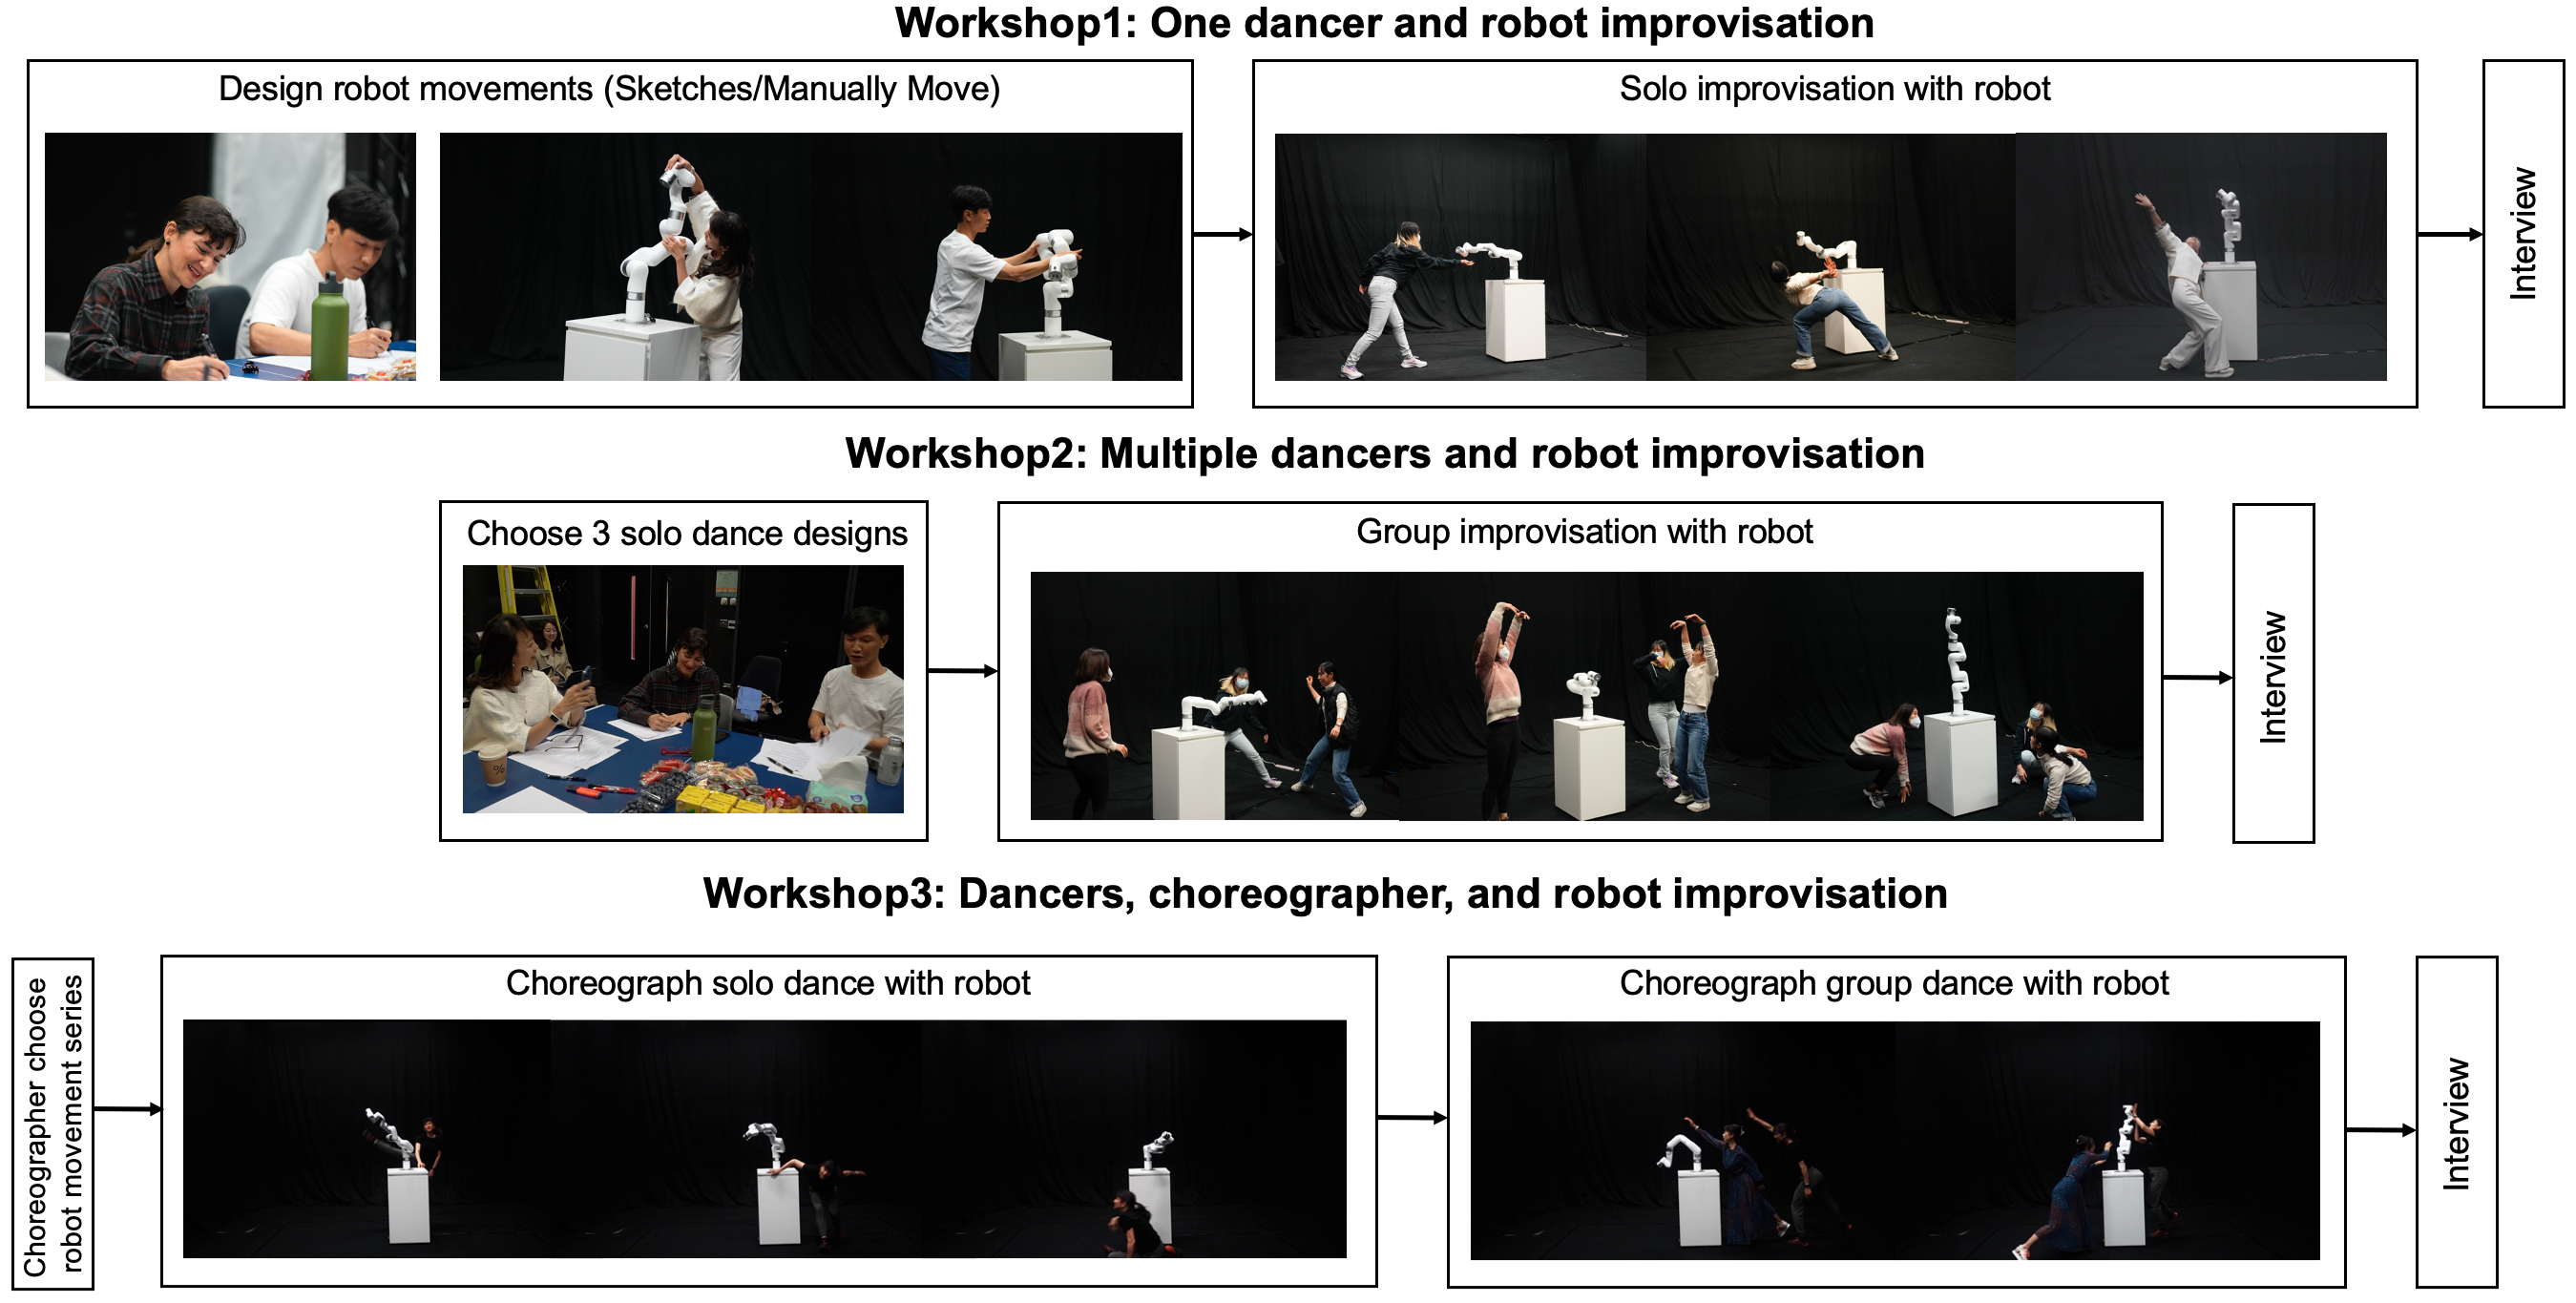 Workshop1: One dancer and robot improvisation
Design robot movements (Sketches/Manually Move)
Solo improvisation with robot
Interview
Workshop2: Multiple dancers and robot improvisation
Choose 3 solo dance designs
Group improvisation with robot
Interview
Workshop3: Dancers, choreographer, and robot improvisation
Choreographer choose
robot movement series
Choreograph solo dance with robot
Choreograph group dance with robot
Interview